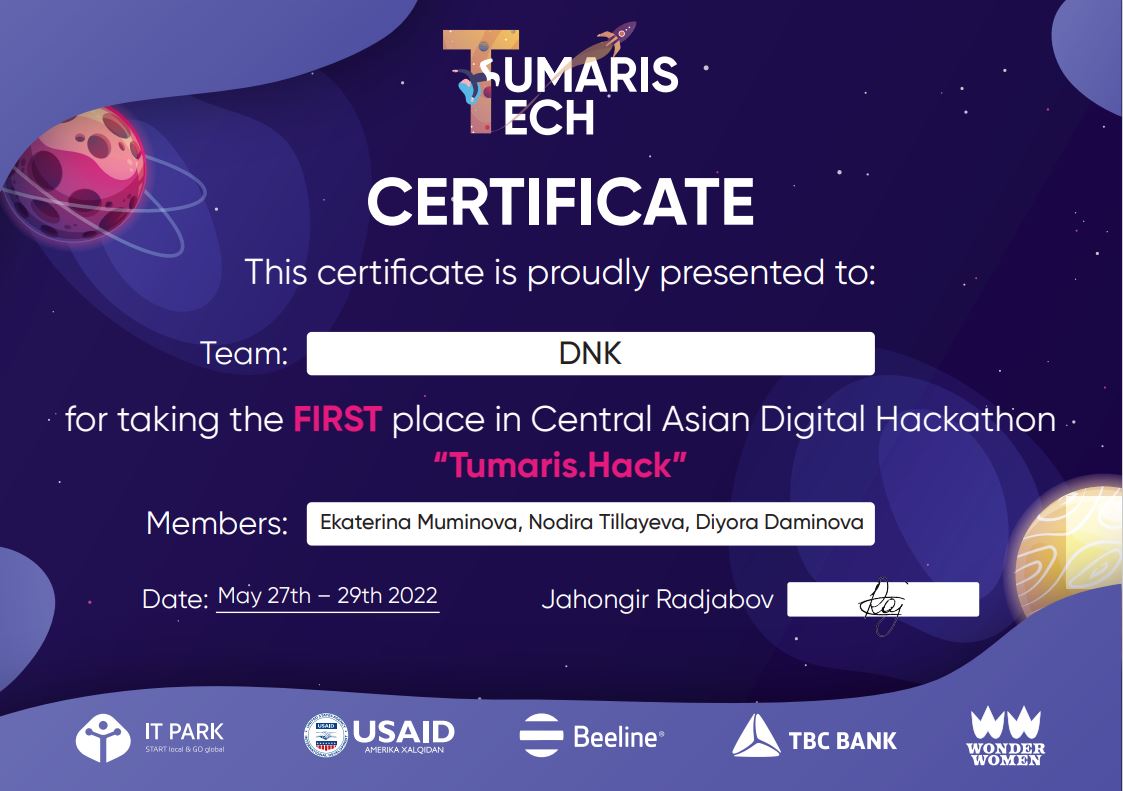 TUMARIS
TECH
CERTIFICATE
This certificate is proudly presented to:
Team: DNK
for taking the FIRST place in Central Asian Digital Hackathon
“Tumaris.Hack”
Members: Ekaterina Muminova, Nodira Tillayeva, Diyora Daminova
Date: May 27th – 29th 2022 Jahongir Radjabov
IT PARK
START local & GO global
USAID
AMERIKA XALQIDAN
Beeline®
TBC BANK
WONDER
WOMEN